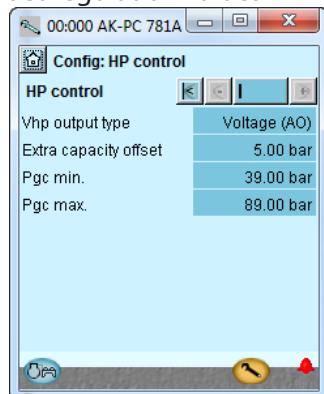 00:000 AK-PC 781A
Config: HP control
HP control
Vhp output type Voltage (AO)
Extra capacity offset 5.00 bar
Pgc min. 39.00 bar
Pgc max. 89.00 bar